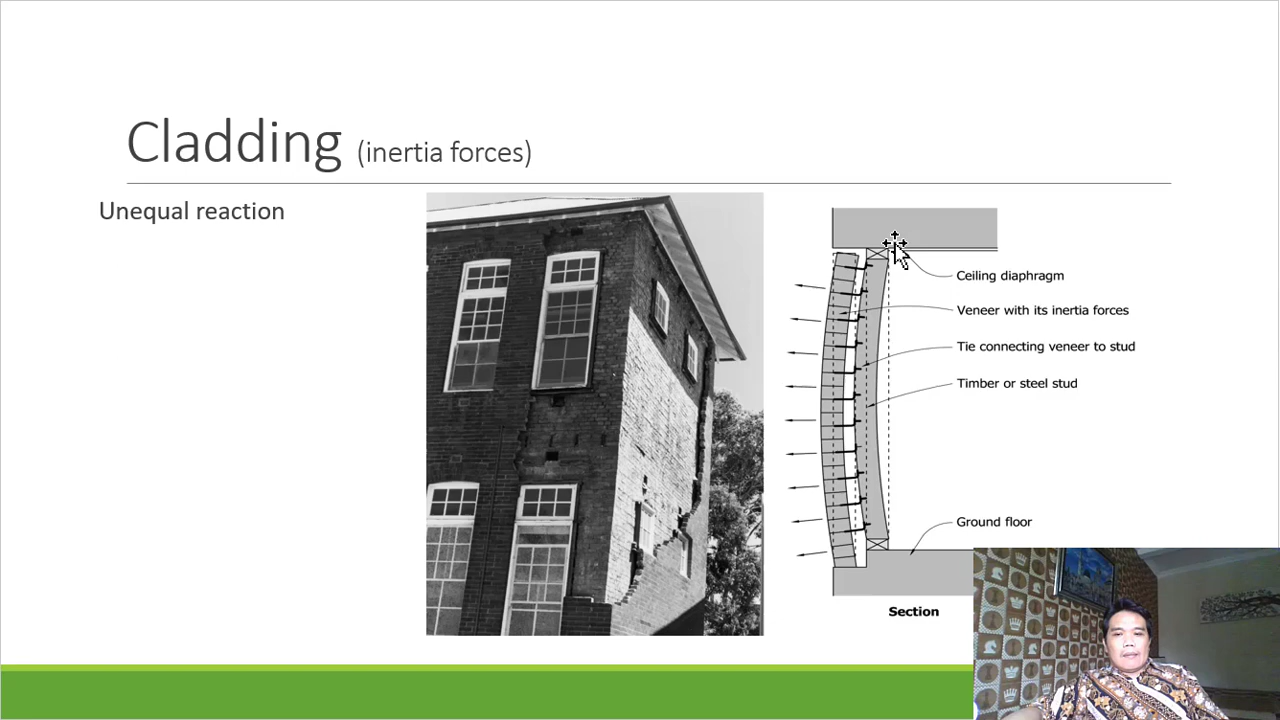 Cladding (inertia forces)
Unequal reaction
Ceiling diaphragm
Veneer with its inertia forces
Tie connecting veneer to stud
Timber or steel stud
Ground floor
Section